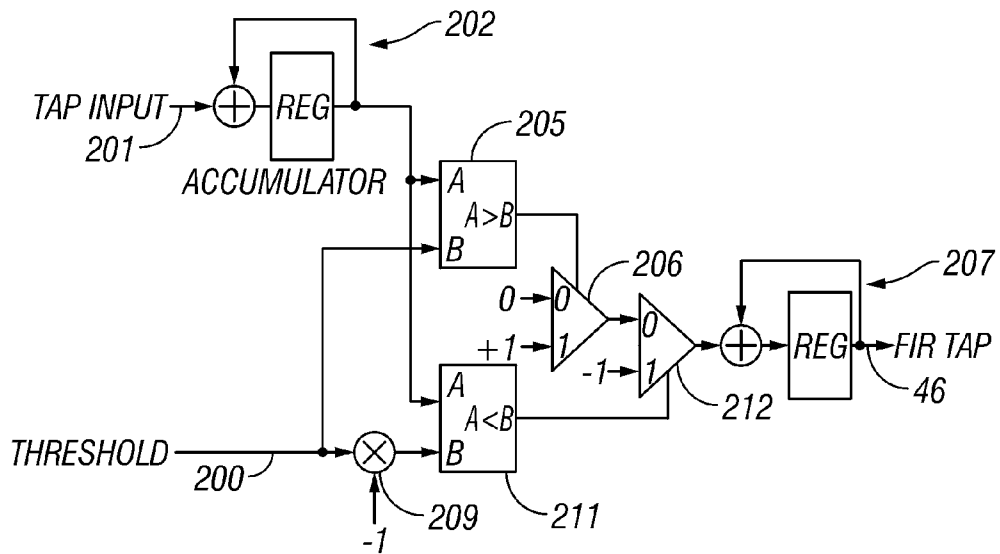 202
TAP INPUT
201
REG
ACCUMULATOR
205
A
A>B
B
206
207
0
0
+1
1
0
-1
1
REG
FIR TAP
46
212
A
A<B
B
THRESHOLD
200
209
-1
211